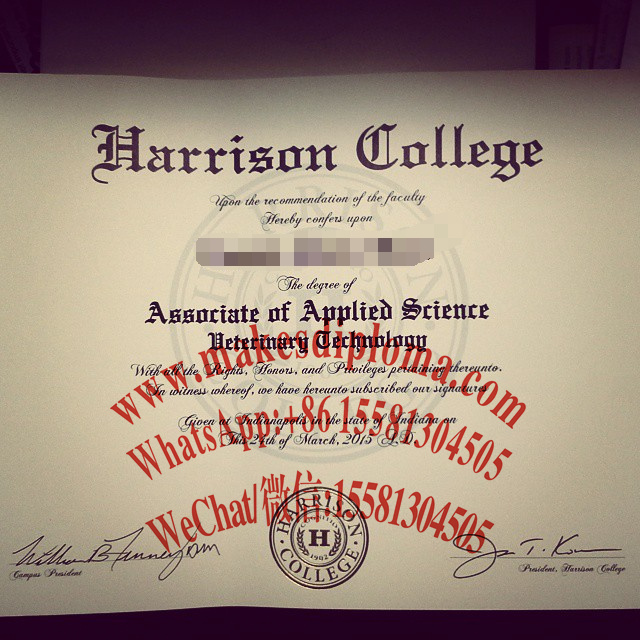 Harrison College
Upon the recommendation of the faculty
Hereby confers upon
The degree of
Associate of Applied Science
Veterinary Technology
www.makesdiploma.com
With all the Rights, Honors, and Privileges pertaining thereunto.
In witness whereof, we have hereunto subscribed our signatures
WhatsApp:+86 15581304505
Given at Indianapolis in the state of Indiana on
This 24th of March, 2015 A.D.
WeChat/微信:15581304505
HARRISON COLLEGE
H
1902
Campus President
President, Harrison College